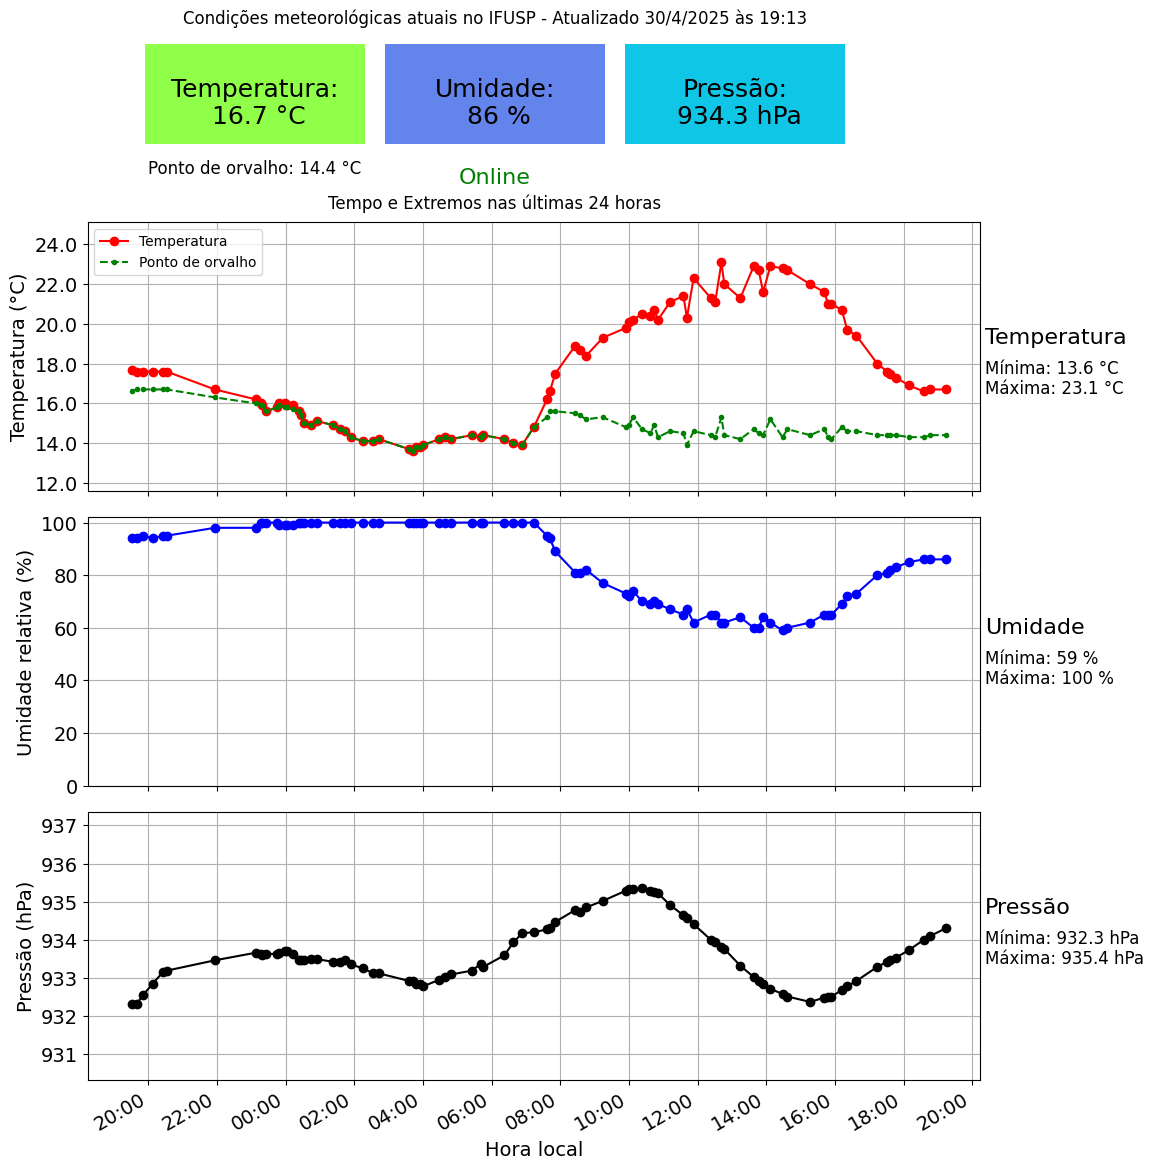 Condições meteorológicas atuais no IFUSP - Atualizado 30/4/2025 às 19:13
Temperatura:
16.7 °C
Umidade:
86 %
Pressão:
934.3 hPa
Ponto de orvalho: 14.4 °C
Online
Tempo e Extremos nas últimas 24 horas
Temperatura (°C)
24.0
22.0
20.0
18.0
16.0
14.0
12.0
Temperatura
Ponto de orvalho
Temperatura
Mínima: 13.6 °C
Máxima: 23.1 °C
Umidade relativa (%)
100
80
60
40
20
0
Umidade
Mínima: 59 %
Máxima: 100 %
Pressão (hPa)
937
936
935
934
933
932
931
Pressão
Mínima: 932.3 hPa
Máxima: 935.4 hPa
20:00 22:00 00:00 02:00 04:00 06:00 08:00 10:00 12:00 14:00 16:00 18:00 20:00
Hora local